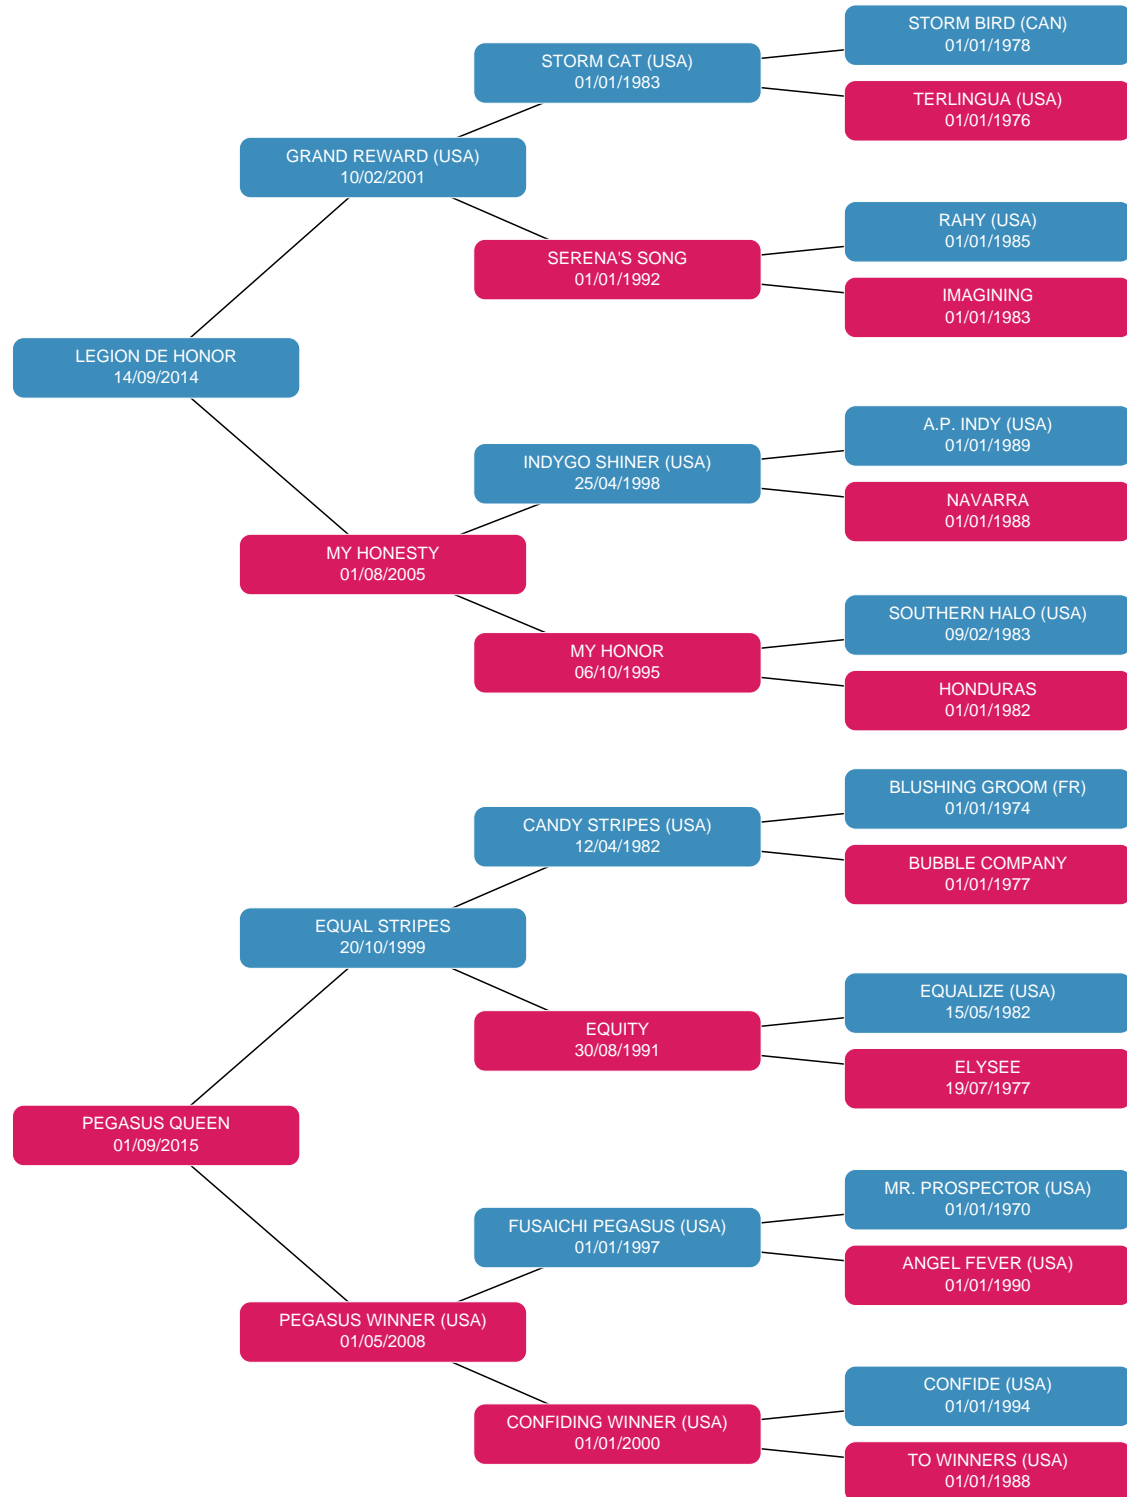 STORM BIRD (CAN)
01/01/1978
STORM CAT (USA)
01/01/1983
TERLINGUA (USA)
01/01/1976
GRAND REWARD (USA)
10/02/2001
RAHY (USA)
01/01/1985
SERENA'S SONG
01/01/1992
IMAGINING
01/01/1983
LEGION DE HONOR
14/09/2014
A.P. INDY (USA)
01/01/1989
INDYGO SHINER (USA)
25/04/1998
NAVARRA
01/01/1988
MY HONESTY
01/08/2005
SOUTHERN HALO (USA)
09/02/1983
MY HONOR
06/10/1995
HONDURAS
01/01/1982
BLUSHING GROOM (FR)
01/01/1974
CANDY STRIPES (USA)
12/04/1982
BUBBLE COMPANY
01/01/1977
EQUAL STRIPES
20/10/1999
EQUALIZE (USA)
15/05/1982
EQUITY
30/08/1991
ELYSEE
19/07/1977
PEGASUS QUEEN
01/09/2015
MR. PROSPECTOR (USA)
01/01/1970
FUSAICHI PEGASUS (USA)
01/01/1997
ANGEL FEVER (USA)
01/01/1990
PEGASUS WINNER (USA)
01/05/2008
CONFIDE (USA)
01/01/1994
CONFIDING WINNER (USA)
01/01/2000
TO WINNERS (USA)
01/01/1988